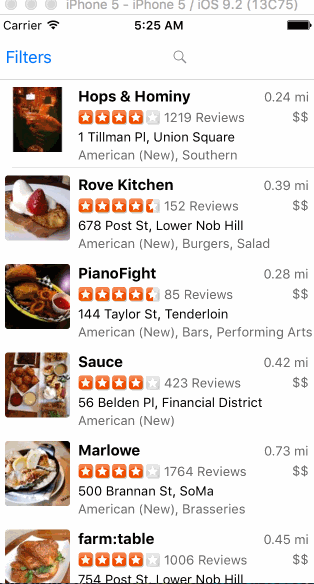 iPhone 5 - iPhone 5 / iOS 9.2 (13C75)
Carrer 5:25 AM
Filters
Hops & Hominy 0.24 mi
1219 Reviews $$
1 Tillman Pl, Union Square
American (New), Southern
Rove Kitchen 0.39 mi
152 Reviews $$
678 Post St, Lower Nob Hill
American (New), Burgers, Salad
PianoFight 0.28 mi
85 Reviews $$
144 Taylor St, Tenderloin
American (New), Bars, Performing Arts
Sauce 0.42 mi
423 Reviews $$
56 Belden Pl, Financial District
American (New)
Marlowe 0.73 mi
1764 Reviews $$
500 Brannan St, SoMa
American (New), Brasseries
farm:table 0.45 mi
1006 Reviews $$
754 Post St, Lower Nob Hill